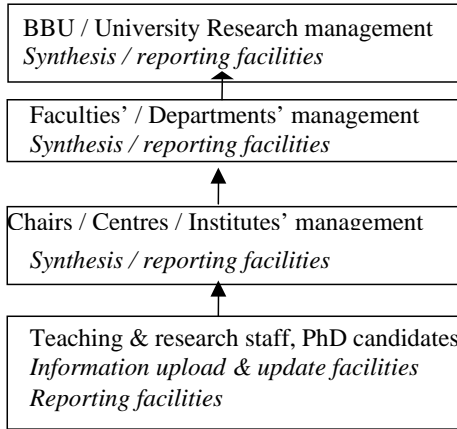 BBU / University Research management
Synthesis / reporting facilities
Faculties’ / Departments’ management
Synthesis / reporting facilities
Chairs / Centres / Institutes’ management
Synthesis / reporting facilities
Teaching & research staff, PhD candidates
Information upload & update facilities
Reporting facilities